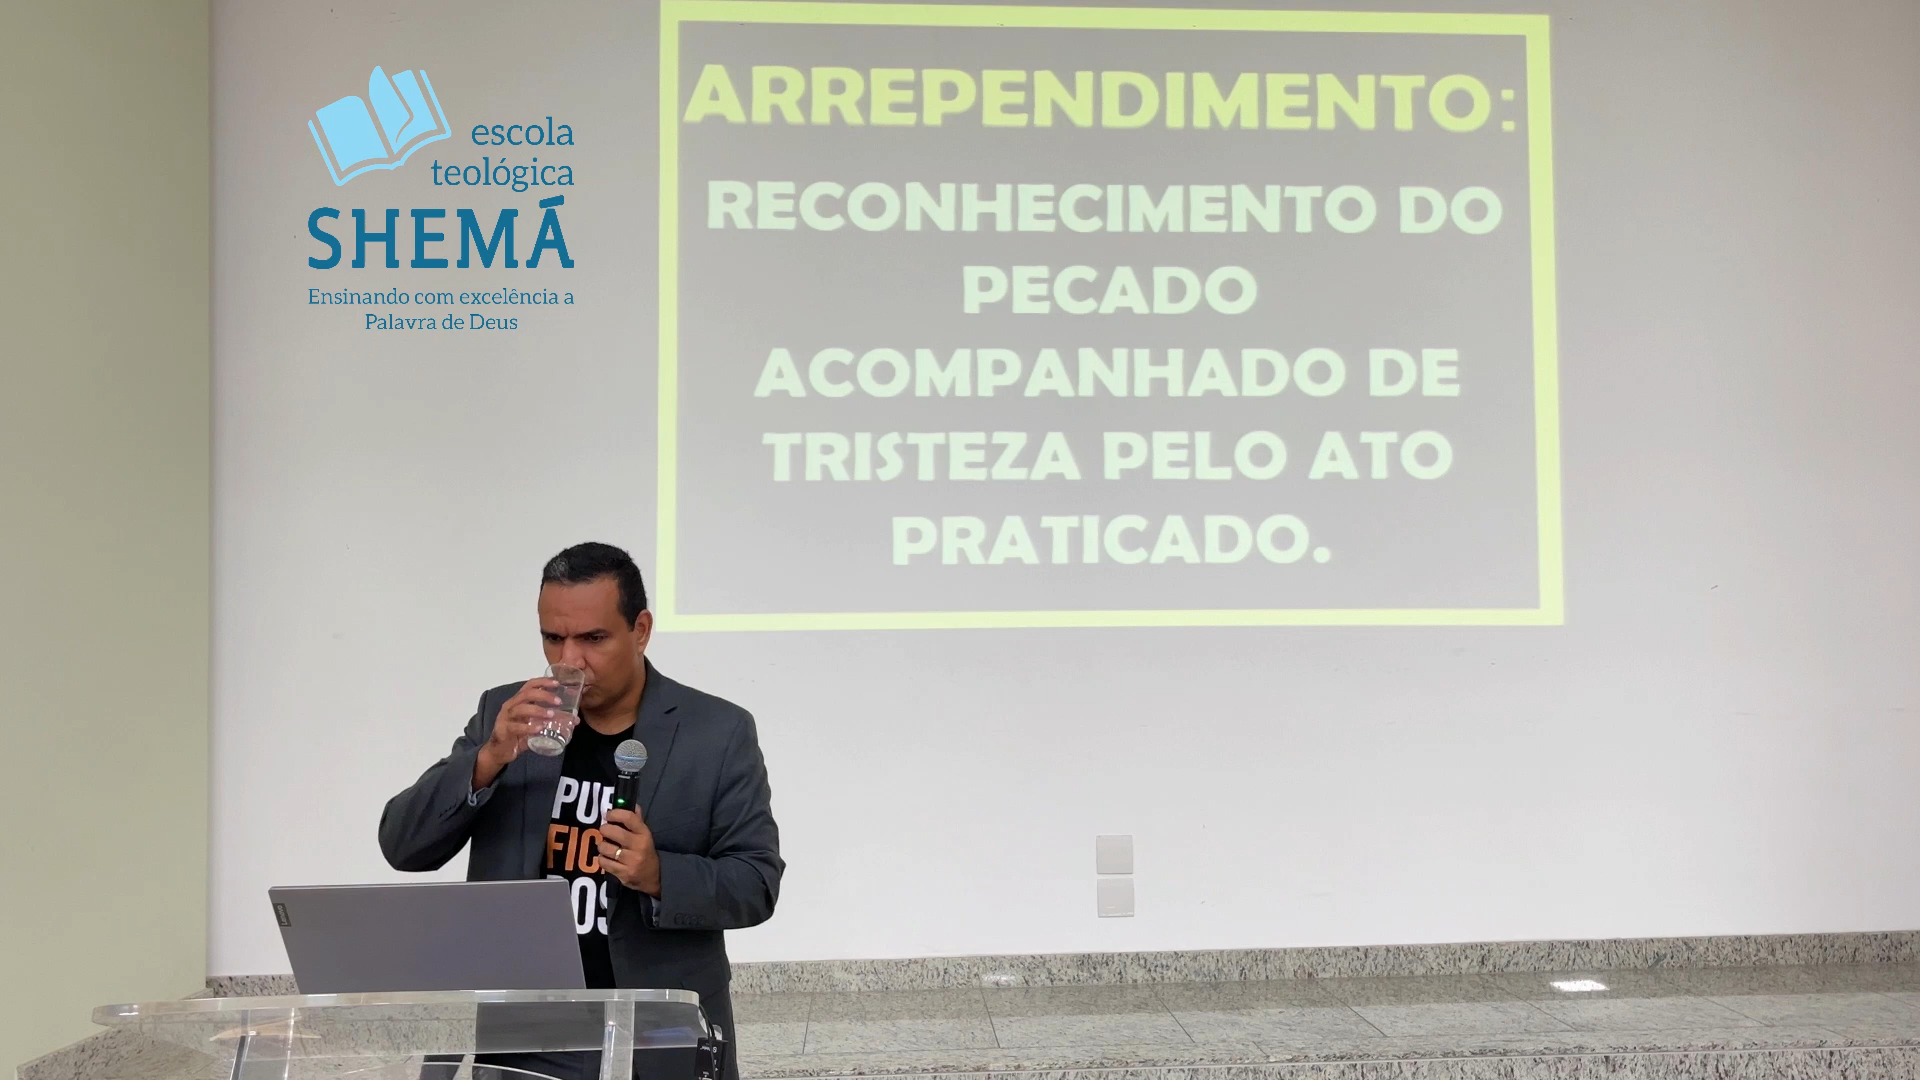 escola
teológica
SHEMÁ
Ensinando com excelência a
Palavra de Deus
ARREPENDIMENTO:
RECONHECIMENTO DO
PECADO
ACOMPANHADO DE
TRISTEZA PELO ATO
PRATICADO.
Lenovo